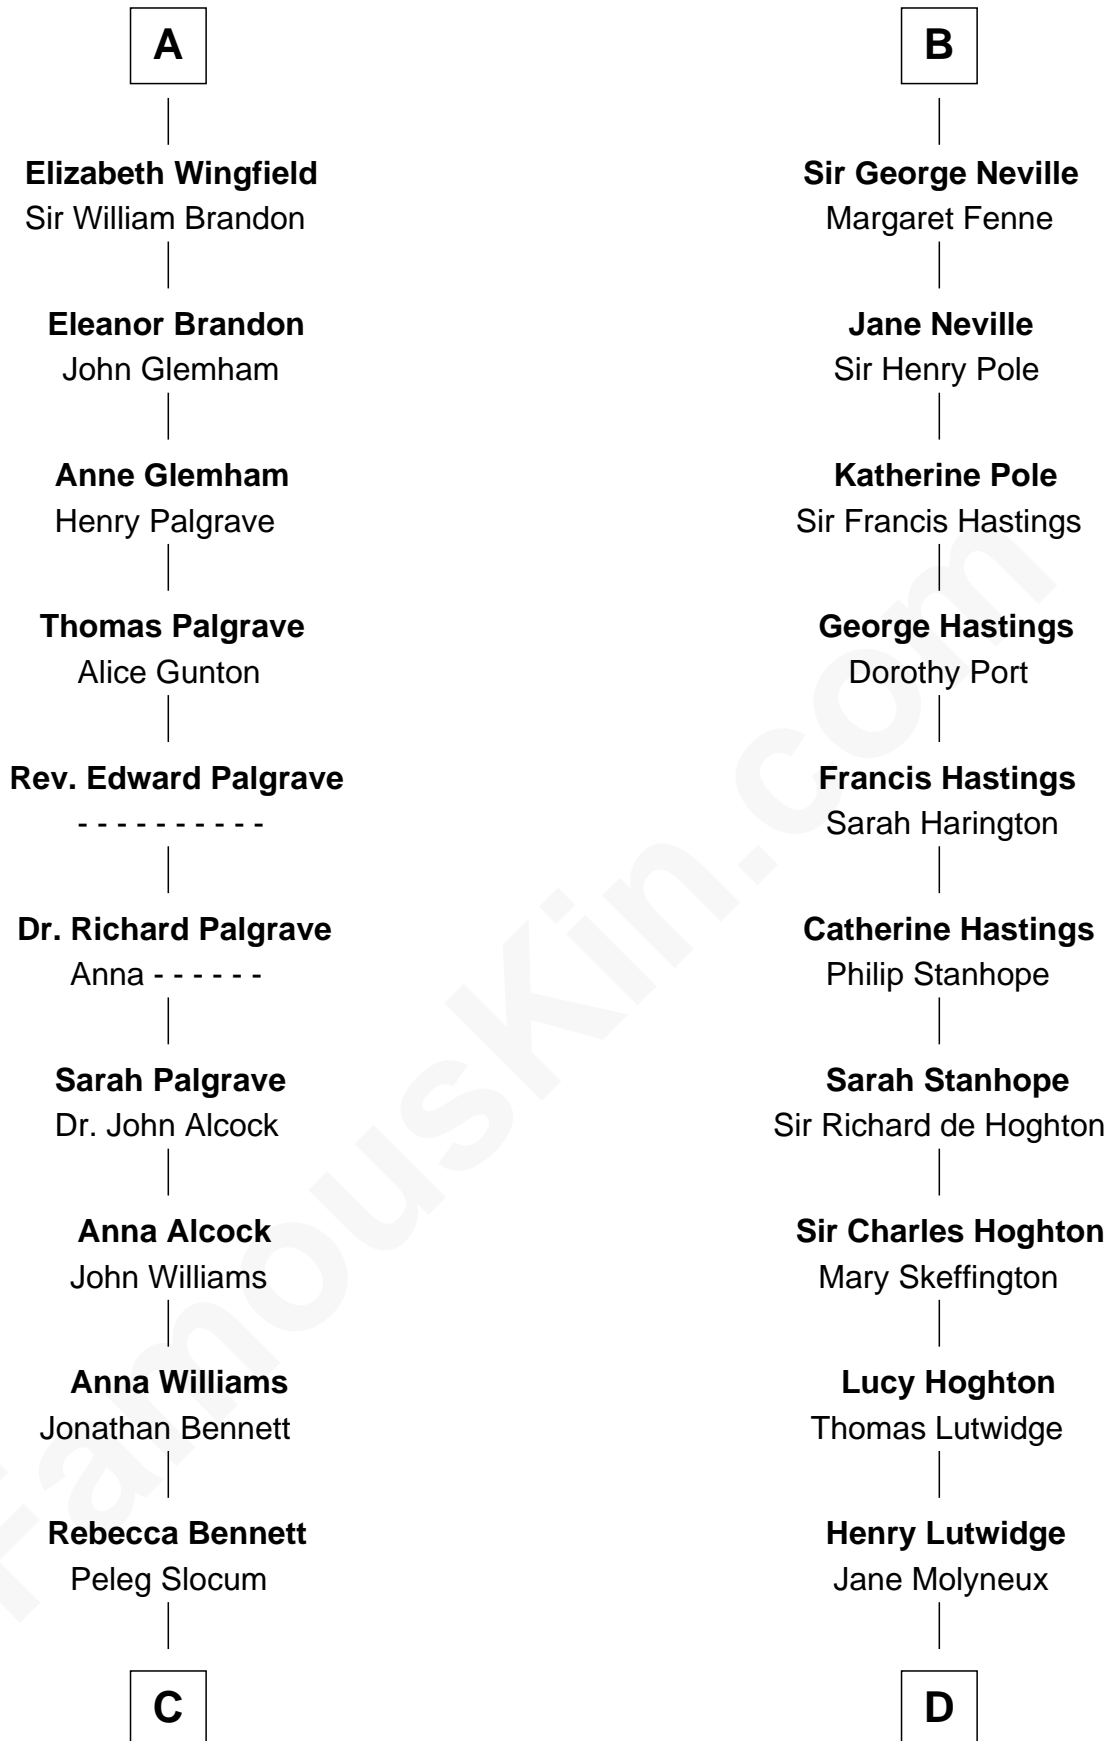 A
Elizabeth Wingfield
Sir William Brandon
Eleanor Brandon
John Glemham
Anne Glemham
Henry Palgrave
Thomas Palgrave
Alice Gunton
Rev. Edward Palgrave
- - - - - - - - - -
Dr. Richard Palgrave
Anna - - - - - -
Sarah Palgrave
Dr. John Alcock
Anna Alcock
John Williams
Anna Williams
Jonathan Bennett
Rebecca Bennett
Peleg Slocum
C
B
Sir George Neville
Margaret Fenne
Jane Neville
Sir Henry Pole
Katherine Pole
Sir Francis Hastings
George Hastings
Dorothy Port
Francis Hastings
Sarah Harington
Catherine Hastings
Philip Stanhope
Sarah Stanhope
Sir Richard de Hoghton
Sir Charles Hoghton
Mary Skeffington
Lucy Hoghton
Thomas Lutwidge
Henry Lutwidge
Jane Molyneux
D
FamousKin.com